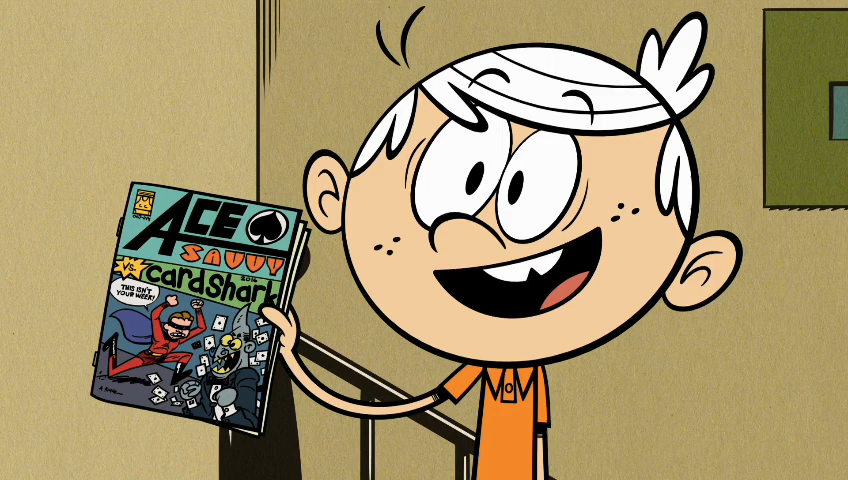 ACE
SAVVY
VS.
cardshark
THIS ISN'T
YOUR WEEK!